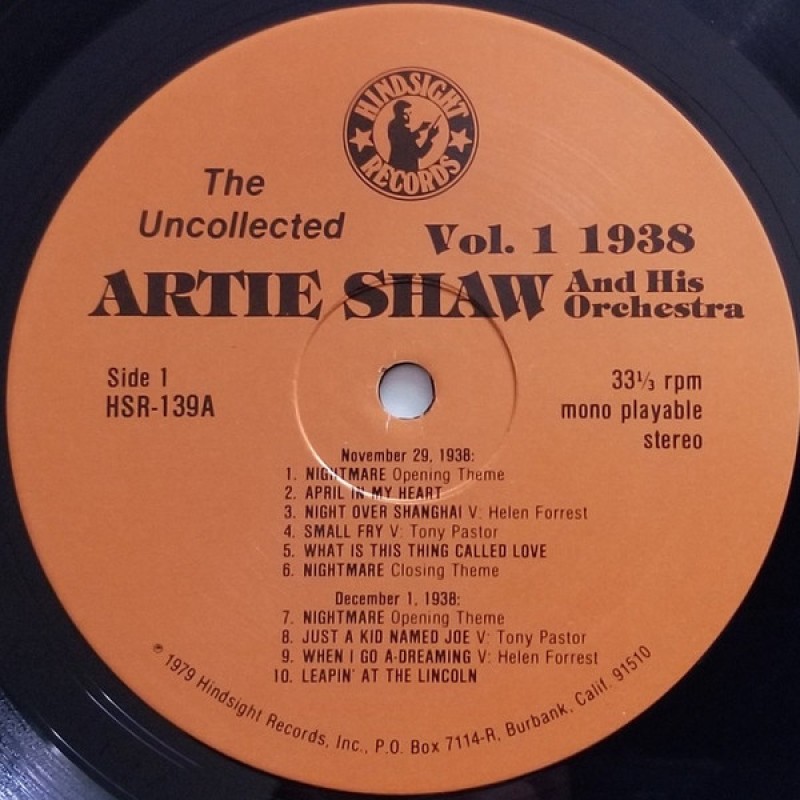 HINDSIGHT
RECORDS
The
Uncollected
Vol. 1 1938
ARTIE SHAW And His
Orchestra
Side 1
HSR-139A
33⅓ rpm
mono playable
stereo
November 29, 1938:
1. NIGHTMARE Opening Theme
2. APRIL IN MY HEART
3. NIGHT OVER SHANGHAI V: Helen Forrest
4. SMALL FRY V: Tony Pastor
5. WHAT IS THIS THING CALLED LOVE
6. NIGHTMARE Closing Theme
December 1, 1938:
7. NIGHTMARE Opening Theme
8. JUST A KID NAMED JOE V: Tony Pastor
9. WHEN I GO A-DREAMING V: Helen Forrest
10. LEAPIN' AT THE LINCOLN
℗ 1979 Hindsight Records, Inc., P.O. Box 7114-R, Burbank, Calif. 91510